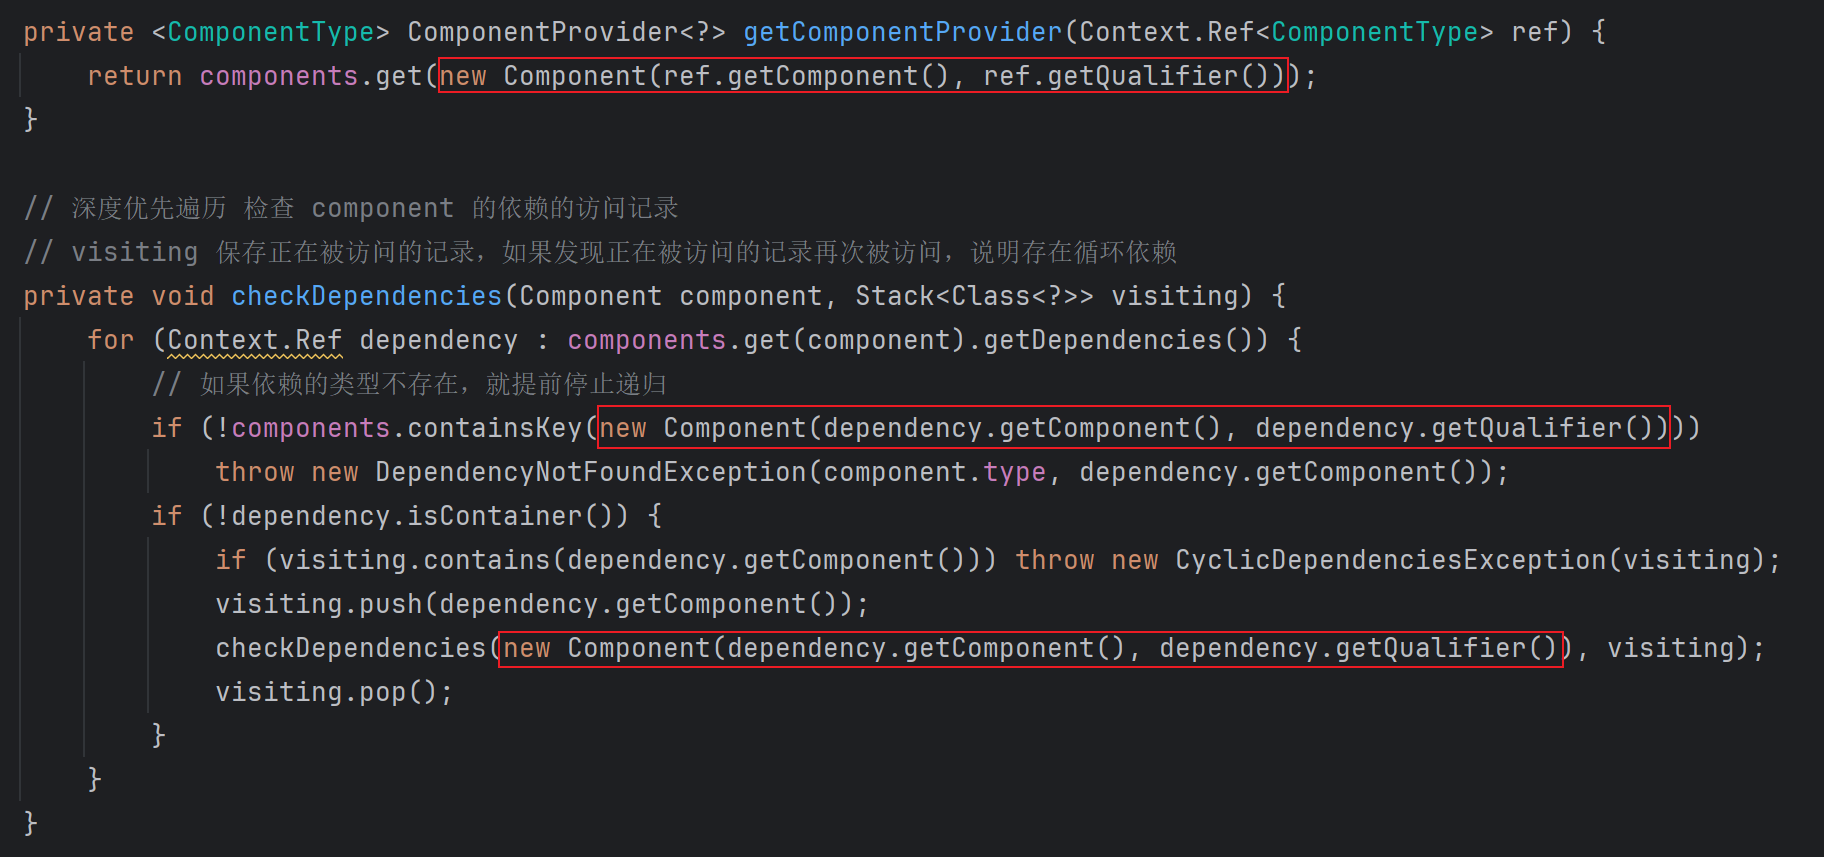 private <ComponentType> ComponentProvider<?> getComponentProvider(Context.Ref<ComponentType> ref) {
    return components.get(new Component(ref.getComponent(), ref.getQualifier()));
}
// 深度优先遍历 检查 component 的依赖的访问记录
// visiting 保存正在被访问的记录，如果发现正在被访问的记录再次被访问，说明存在循环依赖
private void checkDependencies(Component component, Stack<Class<?>> visiting) {
    for (Context.Ref dependency : components.get(component).getDependencies()) {
        // 如果依赖的类型不存在，就提前停止递归
        if (!components.containsKey(new Component(dependency.getComponent(), dependency.getQualifier())))
            throw new DependencyNotFoundException(component.type, dependency.getComponent());
        if (!dependency.isContainer()) {
            if (visiting.contains(dependency.getComponent())) throw new CyclicDependenciesException(visiting);
            visiting.push(dependency.getComponent());
            checkDependencies(new Component(dependency.getComponent(), dependency.getQualifier()), visiting);
            visiting.pop();
        }
    }
}